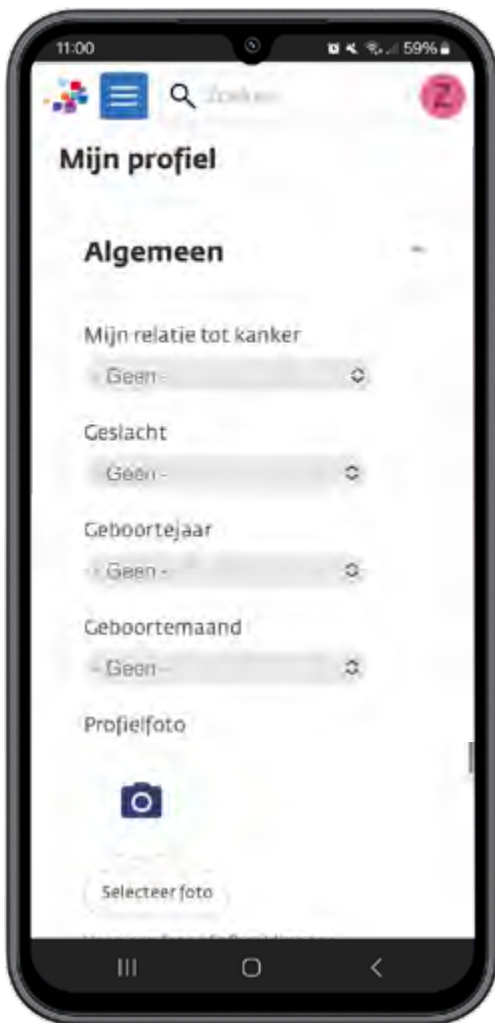 11:00 59%
Zoeken Z
Mijn profiel
Algemeen
Mijn relatie tot kanker
- Geen -
Geslacht
- Geen -
Geboortejaar
- Geen -
Geboortemaand
- Geen -
Profielfoto
Selecteer foto